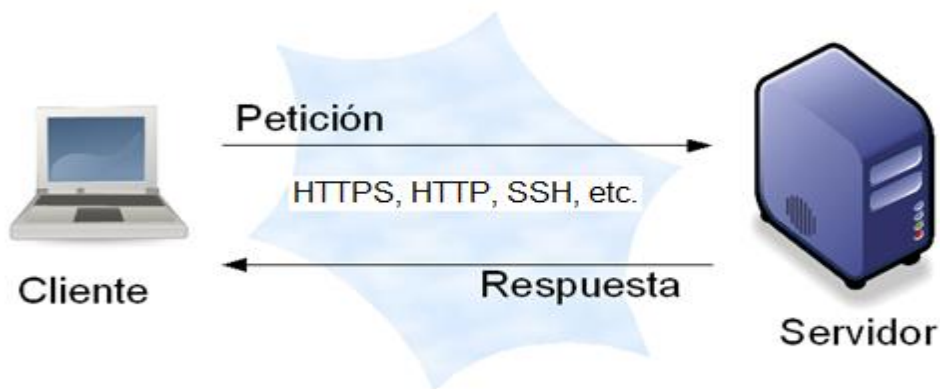 Petición
HTTPS, HTTP, SSH, etc.
Respuesta
Cliente
Servidor